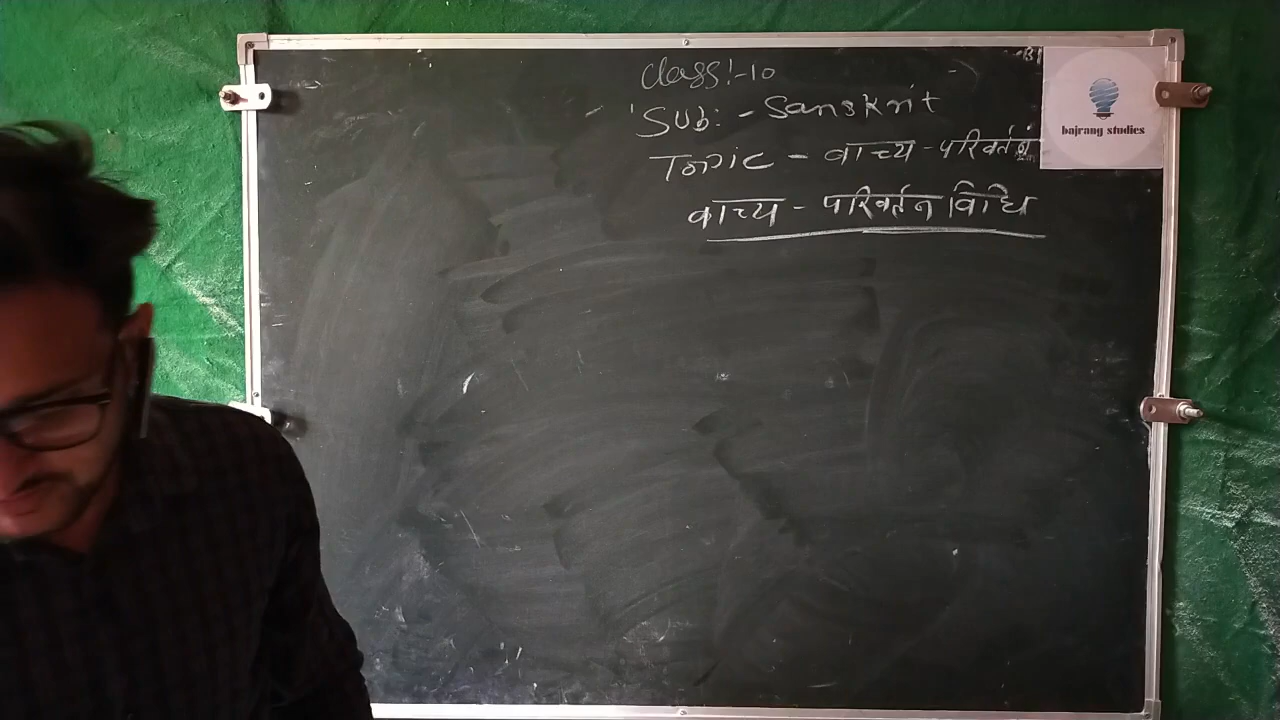 Class:-10
Sub:- Sanskrit
Topic - वाच्य - परिवर्तनं
वाच्य - परिवर्तन विधि
bajrang studies